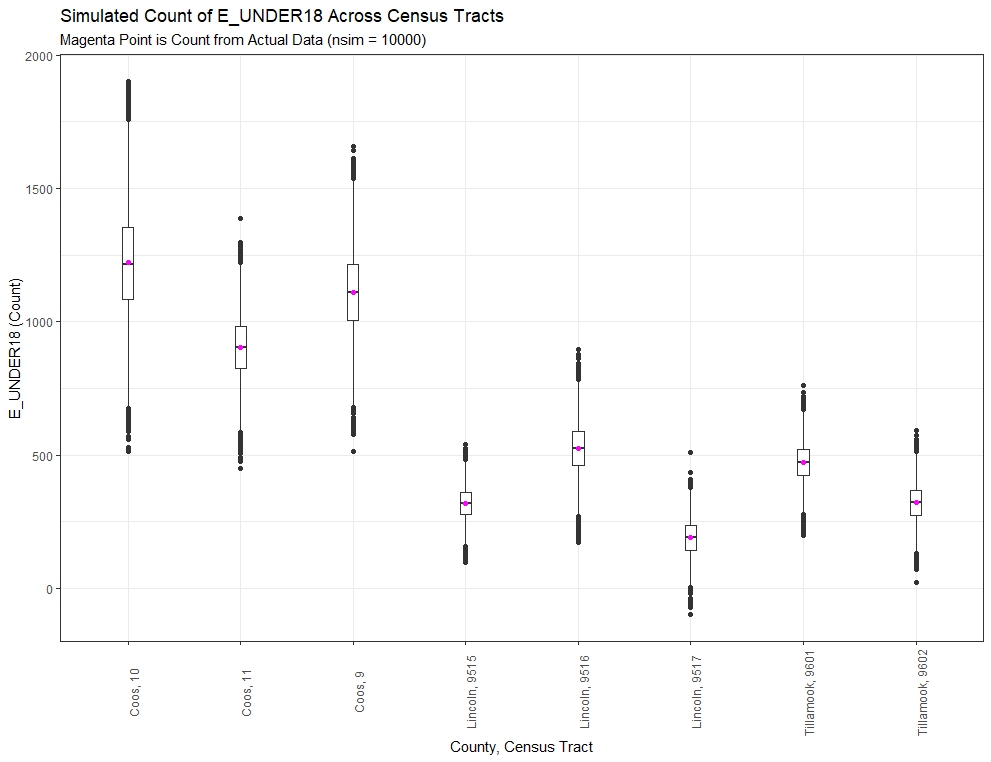 Simulated Count of E_UNDER18 Across Census Tracts
Magenta Point is Count from Actual Data (nsim = 10000)
2000
1500
1000
500
0
E_UNDER18 (Count)
Coos, 10
Coos, 11
Coos, 9
Lincoln, 9515
Lincoln, 9516
Lincoln, 9517
Tillamook, 9601
Tillamook, 9602
County, Census Tract